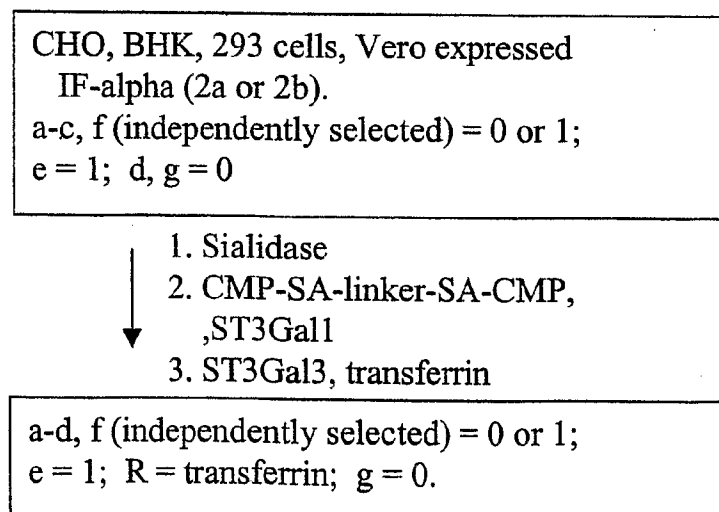 CHO, BHK, 293 cells, Vero expressed
IF-alpha (2a or 2b).
a-c, f (independently selected) = 0 or 1;
e = 1; d, g = 0
1. Sialidase
2. CMP-SA-linker-SA-CMP,
,ST3Gal1
3. ST3Gal3, transferrin
a-d, f (independently selected) = 0 or 1;
e = 1; R = transferrin; g = 0.